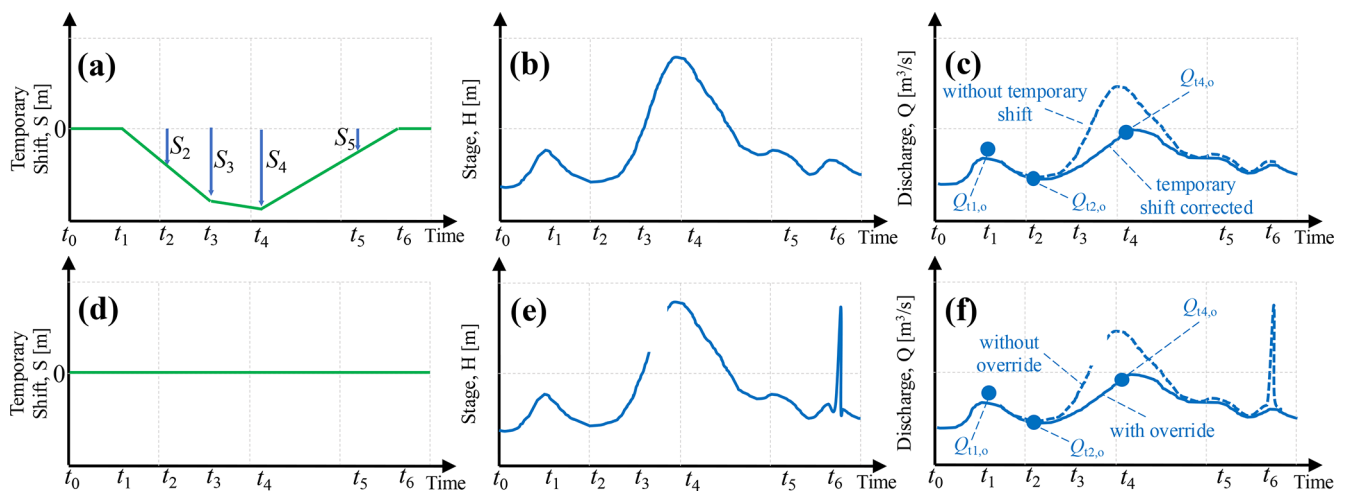 (a)
Temporary
Shift, S [m]
0
S2
S3
S4
S5
t0 t1 t2 t3 t4 t5 t6 Time
(b)
Stage, H [m]
t0 t1 t2 t3 t4 t5 t6 Time
(c)
Discharge, Q [m³/s]
without temporary
shift
Qt4,o
Qt1,o
Qt2,o
temporary
shift corrected
t0 t1 t2 t3 t4 t5 t6 Time
(d)
Temporary
Shift, S [m]
0
t0 t1 t2 t3 t4 t5 t6 Time
(e)
Stage, H [m]
t0 t1 t2 t3 t4 t5 t6 Time
(f)
Discharge, Q [m³/s]
without
override
Qt4,o
Qt1,o
Qt2,o
with override
t0 t1 t2 t3 t4 t5 t6 Time